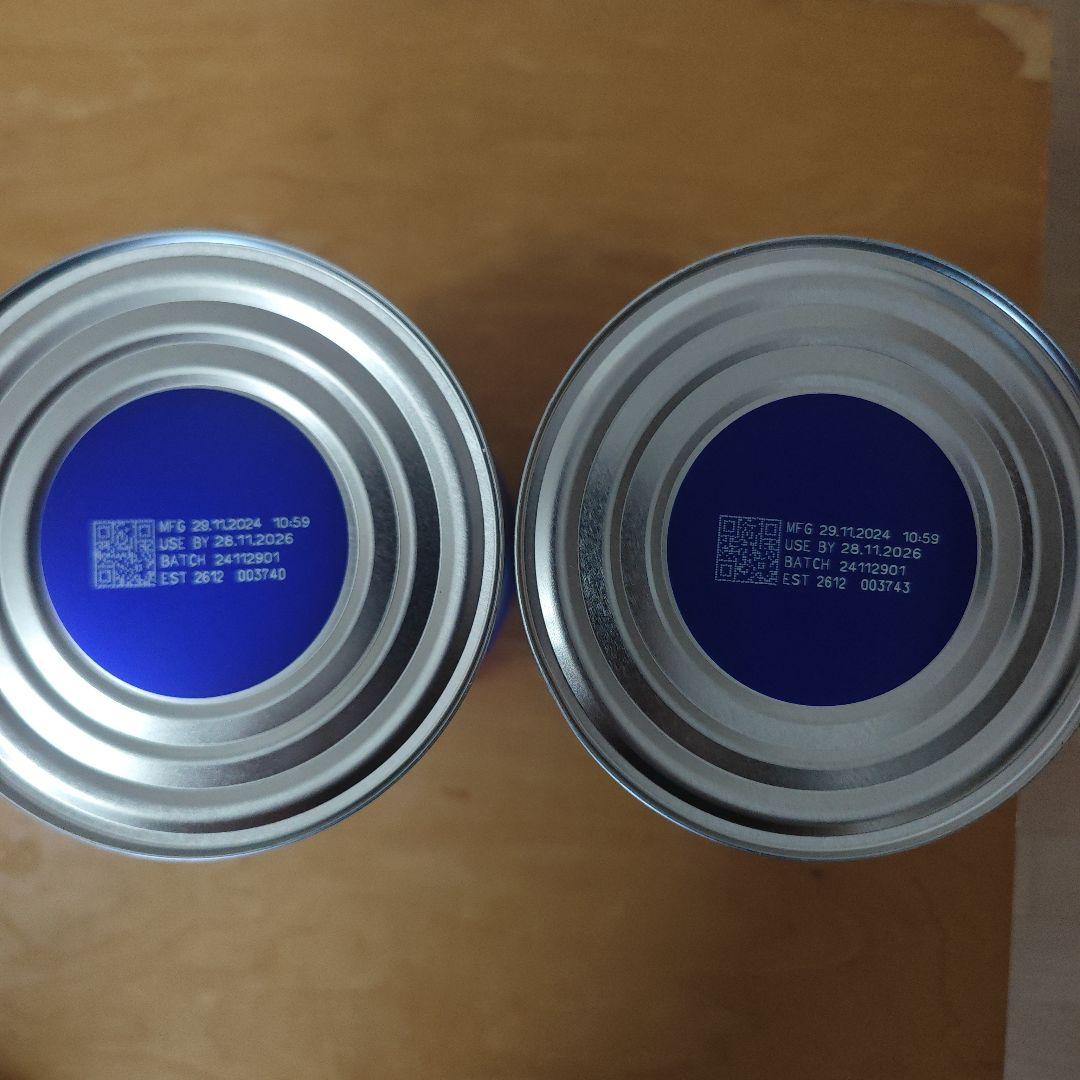 MFG 29.11.2024 10:59
USE BY 28.11.2026
BATCH 24112901
EST 2612 003740
MFG 29.11.2024 10:59
USE BY 28.11.2026
BATCH 24112901
EST 2612 003743